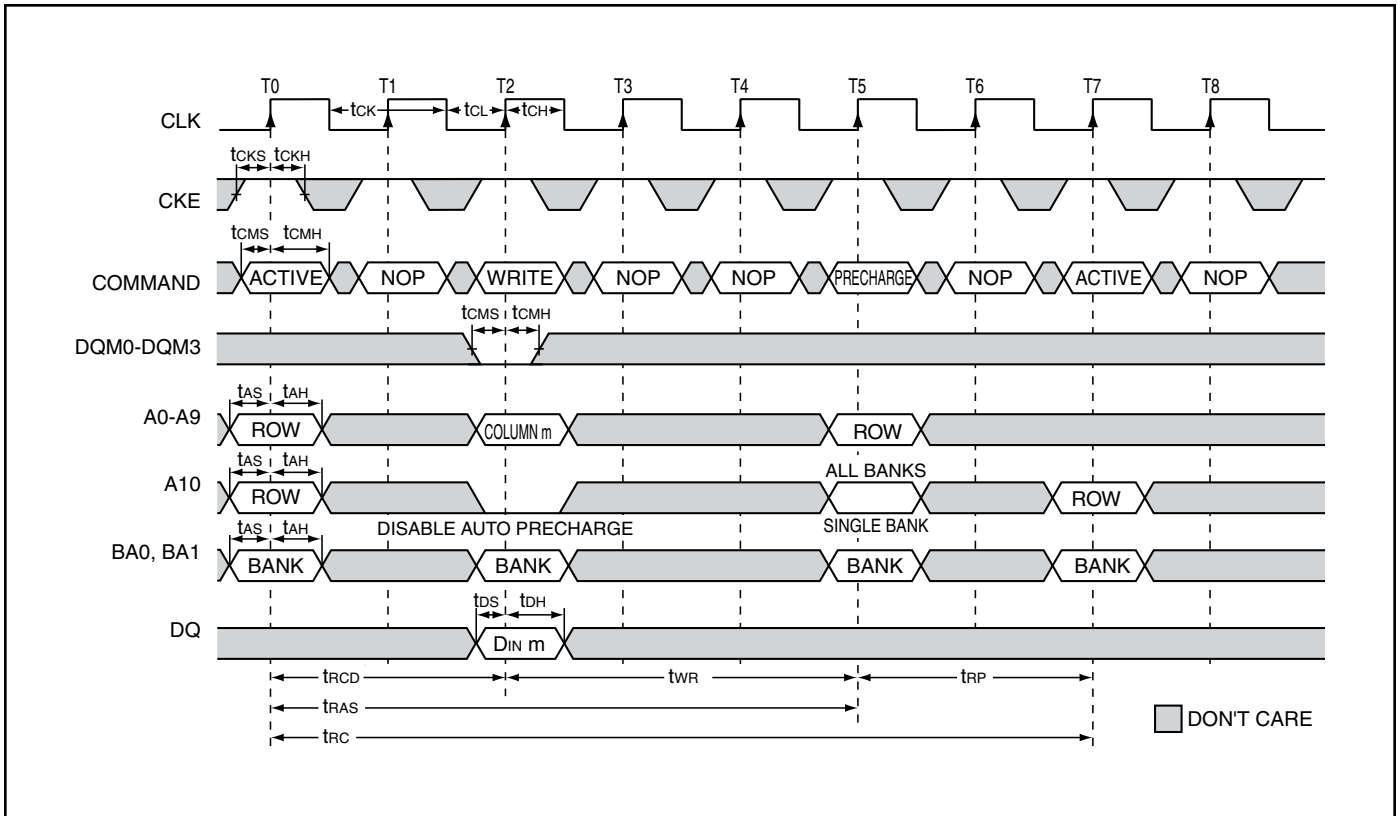 T0 T1 T2 T3 T4 T5 T6 T7 T8
CLK tCK tCL tCH
tCKS tCKH
CKE
tCMS tCMH
COMMAND ACTIVE NOP WRITE NOP NOP PRECHARGE NOP ACTIVE NOP
tCMS tCMH
DQM0-DQM3
tAS tAH
A0-A9 ROW COLUMN m ROW
tAS tAH ALL BANKS
A10 ROW ROW
tAS tAH DISABLE AUTO PRECHARGE SINGLE BANK
BA0, BA1 BANK BANK BANK BANK
tDS tDH
DQ DIN m
tRCD tWR tRP
tRAS
DON'T CARE
tRC